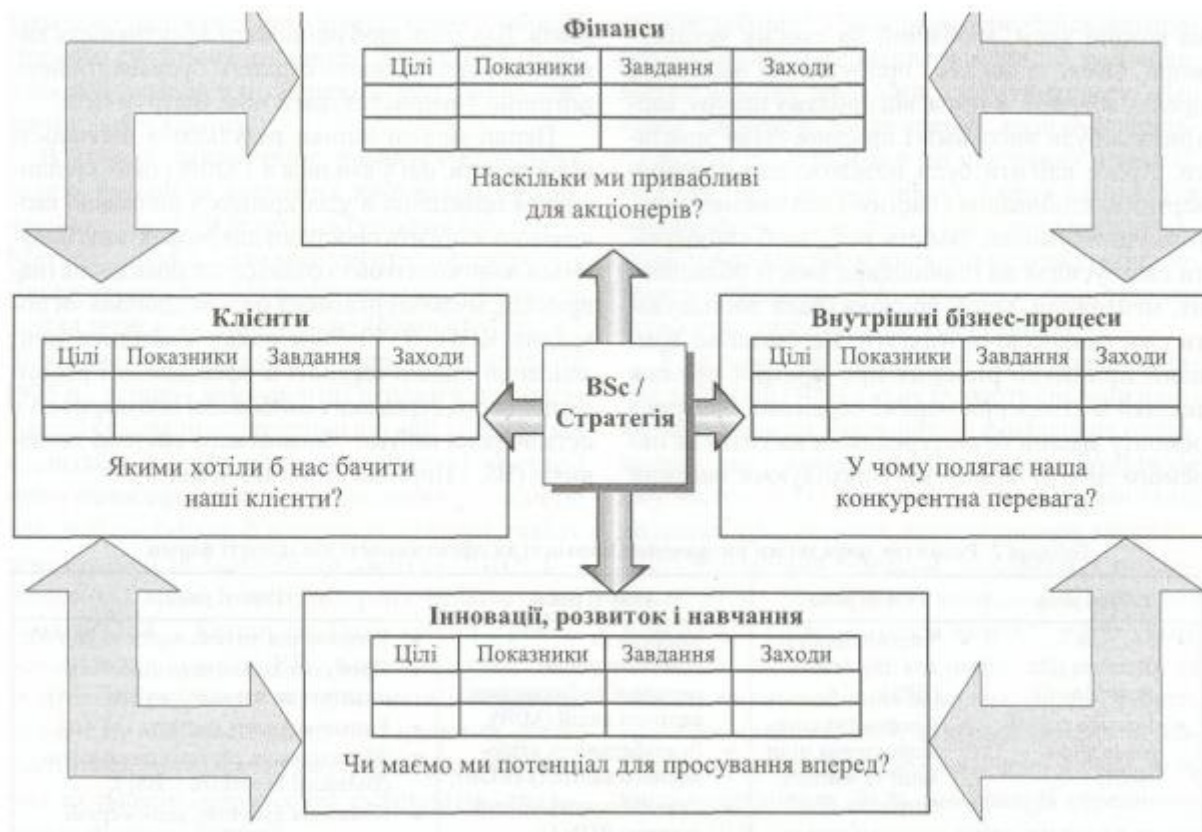 Фінанси
Цілі Показники Завдання Заходи
Наскільки ми привабливі
для акціонерів?
Клієнти
Цілі Показники Завдання Заходи
Якими хотіли б нас бачити
наші клієнти?
BSc /
Стратегія
Внутрішні бізнес-процеси
Цілі Показники Завдання Заходи
У чому полягає наша
конкурентна перевага?
Інновації, розвиток і навчання
Цілі Показники Завдання Заходи
Чи маємо ми потенціал для просування вперед?